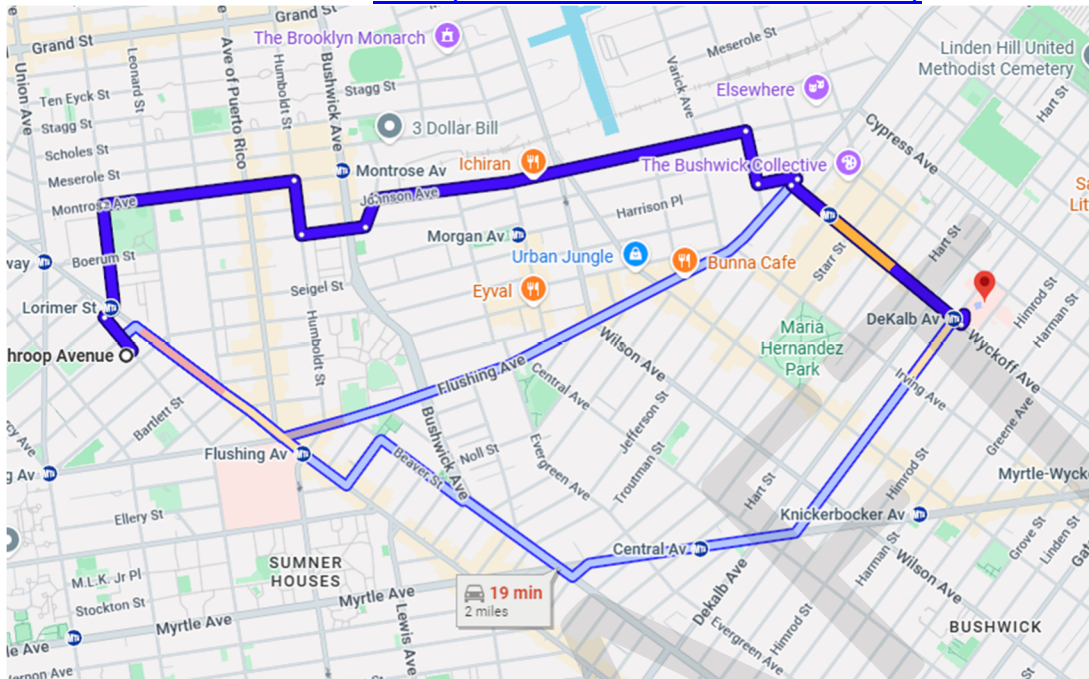 Grand St
The Brooklyn Monarch
Grand St
Meserole St
Linden Hill United
Methodist Cemetery
Union Ave
Leonard St
Ave of Puerto Rico
Humboldt St
Bushwick Ave
Stagg St
Varick Ave
Elsewhere
Hart St
Ten Eyck St
Stagg St
Scholes St
3 Dollar Bill
Cypress Ave
Meserole St
Montrose Av
Ichiran
The Bushwick Collective
Montrose Ave
Johnson Ave
Harrison Pl
Morgan Av
Hart St
Boerum St
Urban Jungle
Bunna Cafe
Starr St
way
Seigel St
Eyval
Himrod St
Harman St
Lorimer St
DeKalb Av
Maria
Hernandez
Park
hroop Avenue
Humboldt St
Wilson Ave
Wyckoff Ave
Flushing Ave
Central Ave
Irving Ave
Bartlett St
Jefferson St
Greene Ave
Flushing Av
Bushwick Ave
Noll St
Beaver St
Evergreen Ave
Troutman St
Himrod St
g Av
Myrtle-Wyck
Hart St
Ellery St
Knickerbocker Av
Grove St
Linden St
Central Av
Harman St
Wilson Ave
SUMNER
HOUSES
M.L.K. Jr Pl
19 min
2 miles
Dekalb Ave
Stockton St
Myrtle Ave
Himrod St
Myrtle Ave
Lewis Ave
Evergreen Ave
BUSHWICK
le Ave